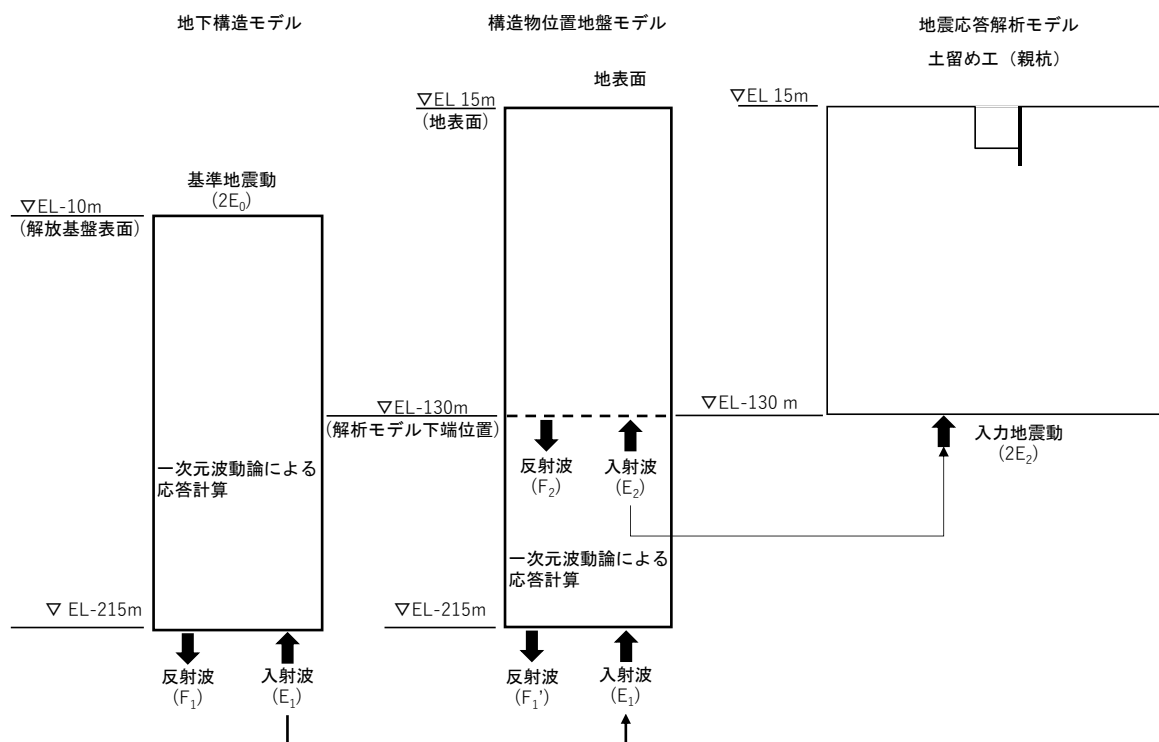 地下構造モデル
基準地震動
(2E₀)
▽EL-10m
(解放基盤表面)
一次元波動論による
応答計算
▽ EL-215m
反射波
(F₁)
入射波
(E₁)
構造物位置地盤モデル
地表面
▽EL 15m
(地表面)
▽EL-130m
(解析モデル下端位置)
反射波
(F₂)
入射波
(E₂)
一次元波動論による
応答計算
▽EL-215m
反射波
(F₁')
入射波
(E₁)
地震応答解析モデル
土留め工（親杭）
▽EL 15m
▽EL-130 m
入力地震動
(2E₂)